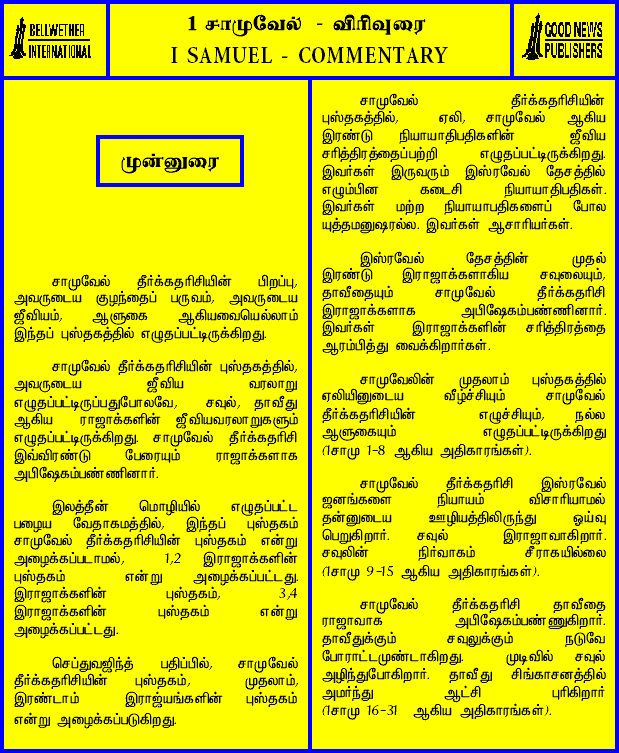 BELLWETHER
INTERNATIONAL
1 சாமுவேல் - விரிவுரை
I SAMUEL - COMMENTARY
GOOD NEWS
PUBLISHERS
முன்னுரை
சாமுவேல் தீர்க்கதரிசியின் பிறப்பு,
அவருடைய குழந்தைப் பருவம், அவருடைய
ஜீவியம், ஆளுகை ஆகியவையெல்லாம்
இந்தப் புஸ்தகத்தில் எழுதப்பட்டிருக்கிறது.
சாமுவேல் தீர்க்கதரிசியின் புஸ்தகத்தில்,
அவருடைய ஜீவிய வரலாறு
எழுதப்பட்டிருப்பதுபோலவே, சவுல், தாவீது
ஆகிய ராஜாக்களின் ஜீவியவரலாறுகளும்
எழுதப்பட்டிருக்கிறது. சாமுவேல் தீர்க்கதரிசி
இவ்விரண்டு பேரையும் ராஜாக்களாக
அபிஷேகம்பண்ணினார்.
இலத்தீன் மொழியில் எழுதப்பட்ட
பழைய வேதாகமத்தில், இந்தப் புஸ்தகம்
சாமுவேல் தீர்க்கதரிசியின் புஸ்தகம் என்று
அழைக்கப்படாமல், 1,2 இராஜாக்களின்
புஸ்தகம் என்று அழைக்கப்பட்டது.
இராஜாக்களின் புஸ்தகம், 3,4
இராஜாக்களின் புஸ்தகம் என்று
அழைக்கப்பட்டது.
செப்துவஜிந்த் பதிப்பில், சாமுவேல்
தீர்க்கதரிசியின் புஸ்தகம், முதலாம்,
இரண்டாம் இராஜ்யங்களின் புஸ்தகம்
என்று அழைக்கப்படுகிறது.
சாமுவேல் தீர்க்கதரிசியின்
புஸ்தகத்தில், ஏலி, சாமுவேல் ஆகிய
இரண்டு நியாயாதிபதிகளின் ஜீவிய
சரித்திரத்தைப்பற்றி எழுதப்பட்டிருக்கிறது.
இவர்கள் இருவரும் இஸ்ரவேல் தேசத்தில்
எழும்பின கடைசி நியாயாதிபதிகள்.
இவர்கள் மற்ற நியாயாபதிகளைப் போல
யுத்தமனுஷரல்ல. இவர்கள் ஆசாரியர்கள்.
இஸ்ரவேல் தேசத்தின் முதல்
இரண்டு இராஜாக்களாகிய சவுலையும்,
தாவீதையும் சாமுவேல் தீர்க்கதரிசி
இராஜாக்களாக அபிஷேகம்பண்ணினார்.
இவர்கள் இராஜாக்களின் சரித்திரத்தை
ஆரம்பித்து வைக்கிறார்கள்.
சாமுவேலின் முதலாம் புஸ்தகத்தில்
ஏலியினுடைய வீழ்ச்சியும் சாமுவேல்
தீர்க்கதரிசியின் எழுச்சியும், நல்ல
ஆளுகையும் எழுதப்பட்டிருக்கிறது
(1சாமு 1-8 ஆகிய அதிகாரங்கள்).
சாமுவேல் தீர்க்கதரிசி இஸ்ரவேல்
ஜனங்களை நியாயம் விசாரியாமல்
தன்னுடைய ஊழியத்திலிருந்து ஓய்வு
பெறுகிறார். சவுல் இராஜாவாகிறார்.
சவுலின் நிர்வாகம் சீராகயில்லை
(1சாமு 9-15 ஆகிய அதிகாரங்கள்).
சாமுவேல் தீர்க்கதரிசி தாவீதை
ராஜாவாக அபிஷேகம்பண்ணுகிறார்.
தாவீதுக்கும் சவுலுக்கும் நடுவே
போராட்டமுண்டாகிறது. முடிவில் சவுல்
அழிந்துபோகிறார். தாவீது சிங்காசனத்தில்
அமர்ந்து ஆட்சி புரிகிறார்
(1சாமு 16-31 ஆகிய அதிகாரங்கள்).